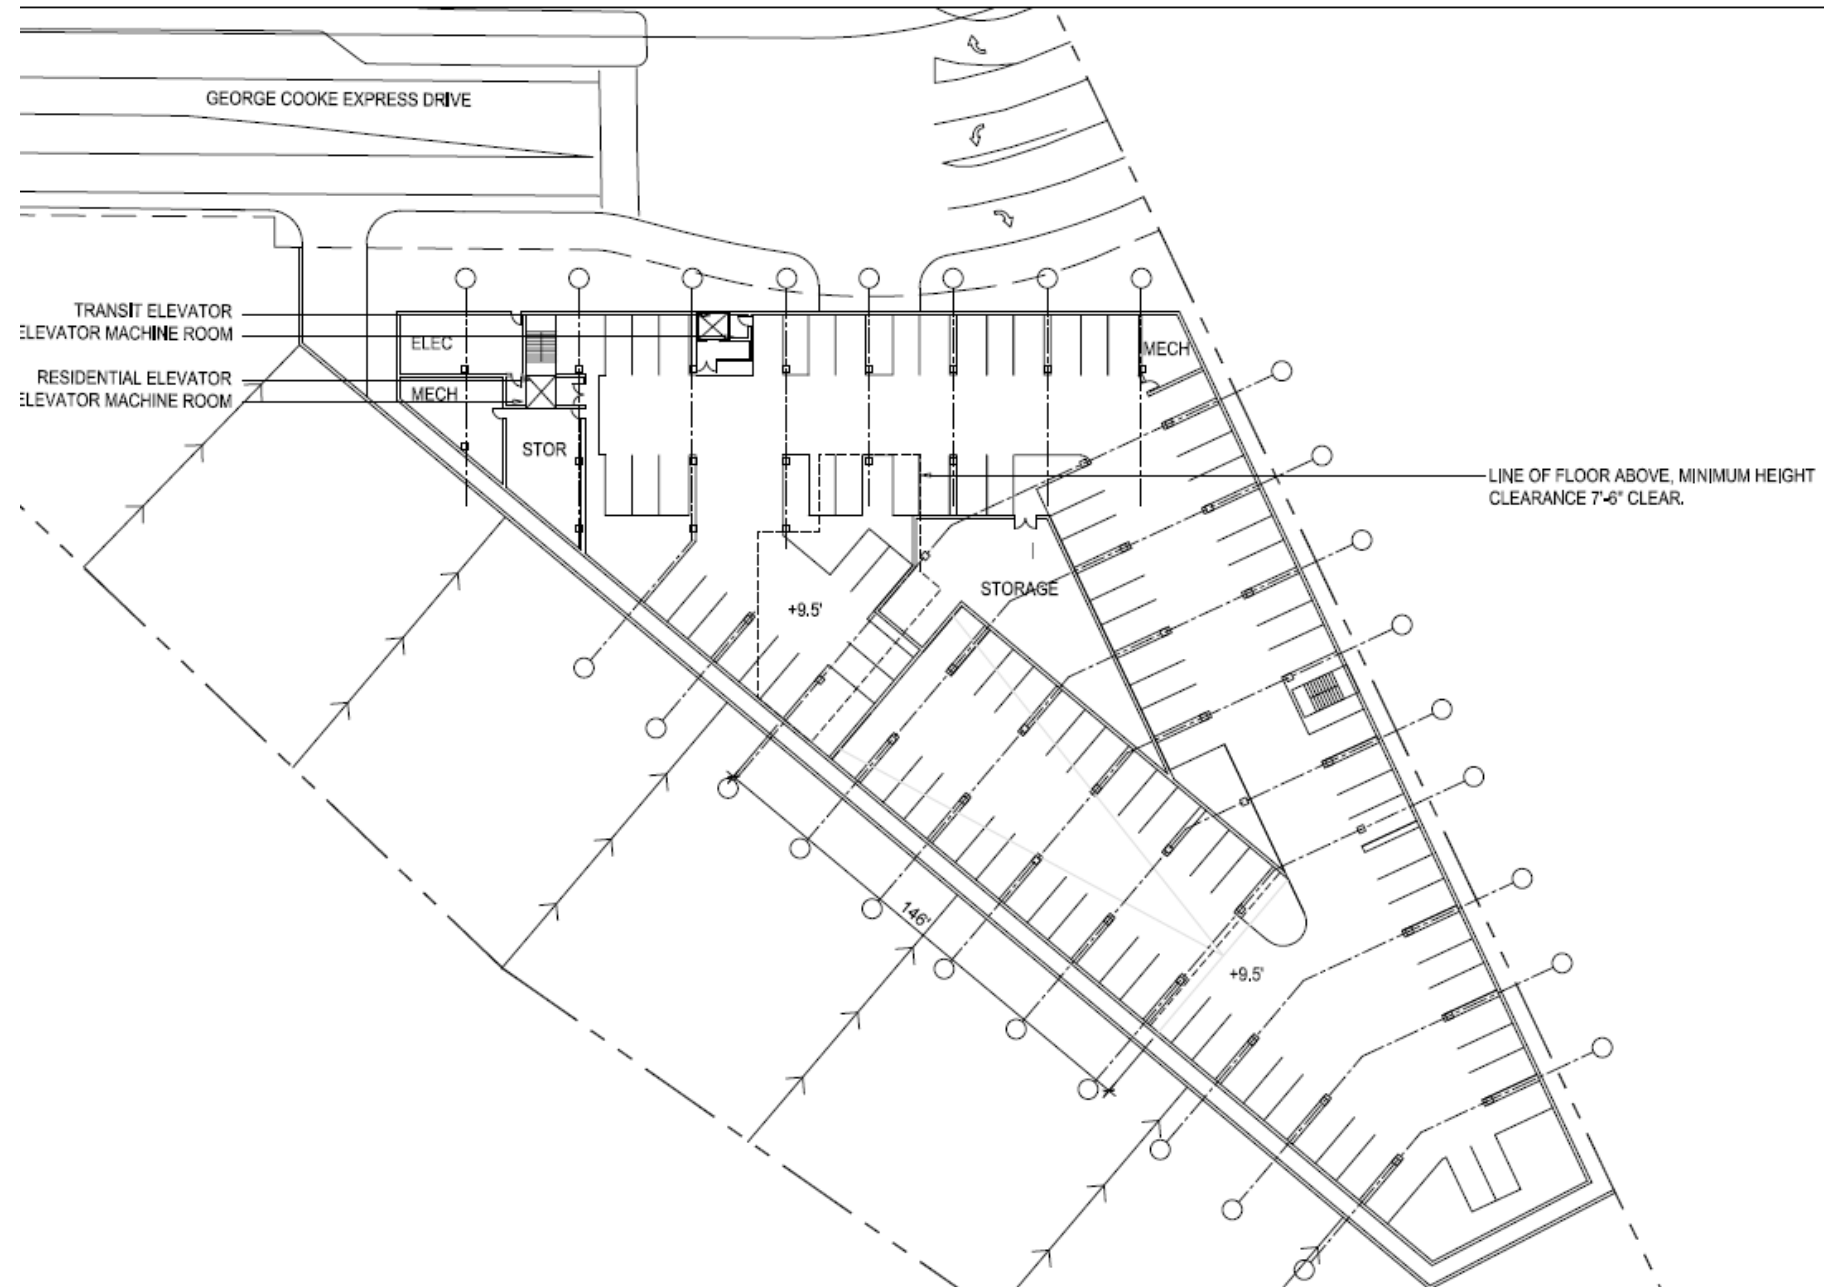 GEORGE COOKE EXPRESS DRIVE
TRANSIT ELEVATOR
ELEVATOR MACHINE ROOM
RESIDENTIAL ELEVATOR
ELEVATOR MACHINE ROOM
ELEC
MECH
STOR
MECH
LINE OF FLOOR ABOVE, MINIMUM HEIGHT
CLEARANCE 7'-6" CLEAR.
STORAGE
+9.5'
146'
+9.5'